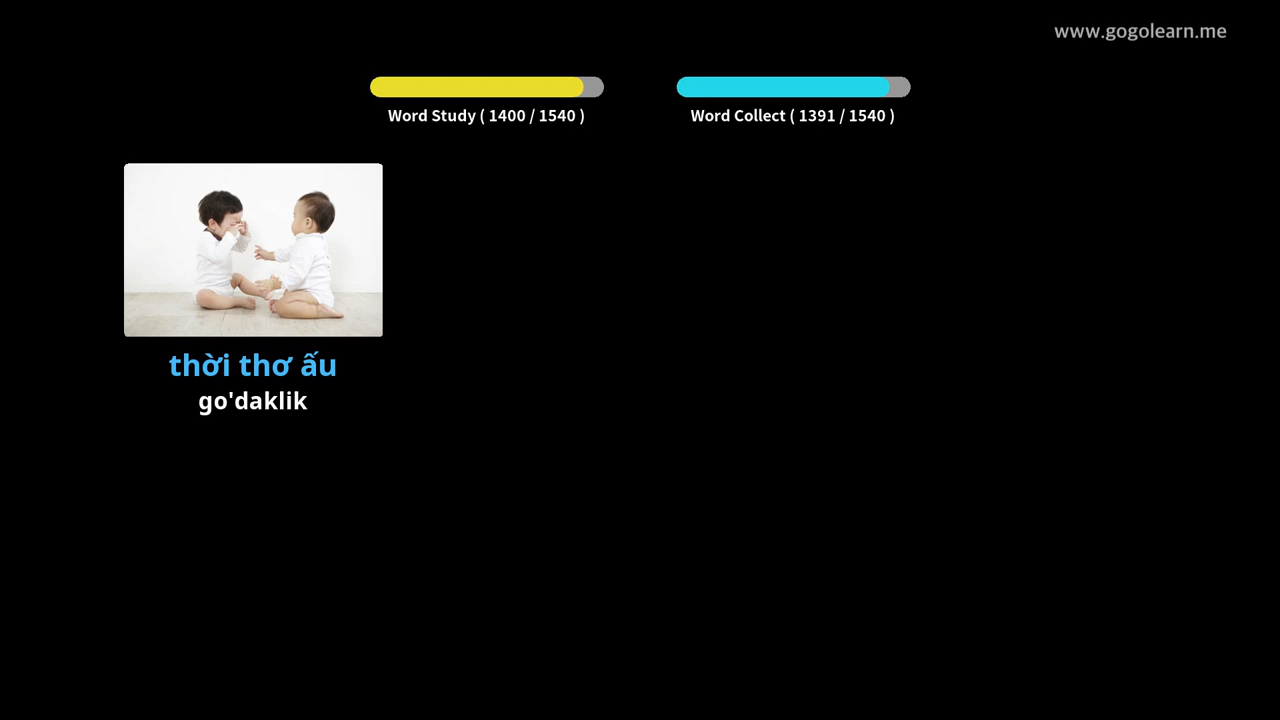 www.gogolearn.me
Word Study ( 1400 / 1540 )
Word Collect ( 1391 / 1540 )
thời thơ ấu
go'daklik